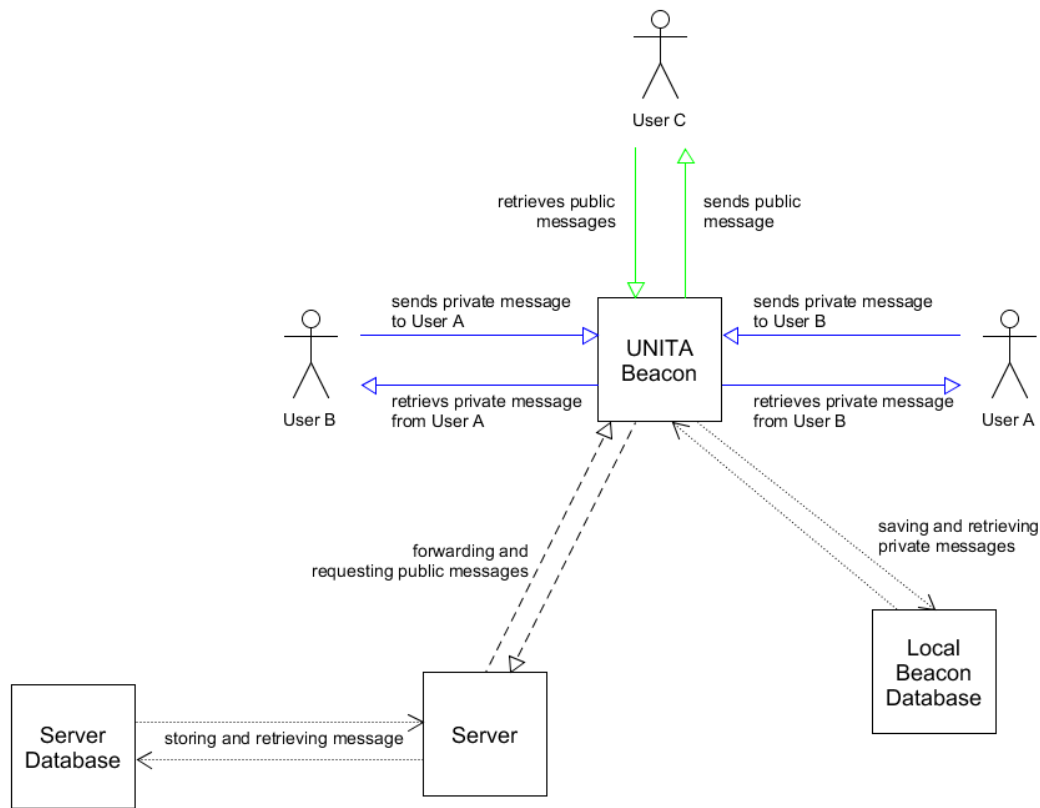 User C
retrieves public
messages
sends public
message
sends private message
to User A
sends private message
to User B
UNITA
Beacon
User B
retrievs private message
from User A
retrieves private message
from User B
User A
forwarding and
requesting public messages
saving and retrieving
private messages
Local
Beacon
Database
Server
Database
storing and retrieving message
Server